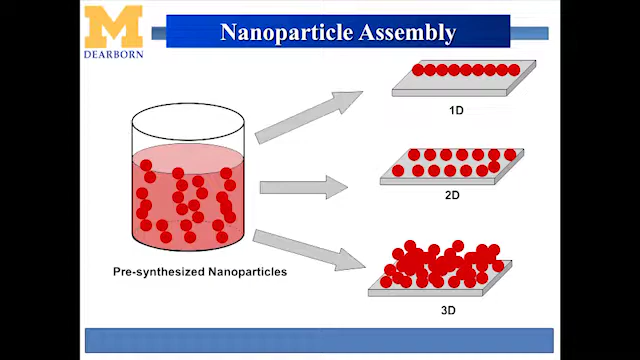 M
DEARBORN
Nanoparticle Assembly
1D
2D
Pre-synthesized Nanoparticles
3D